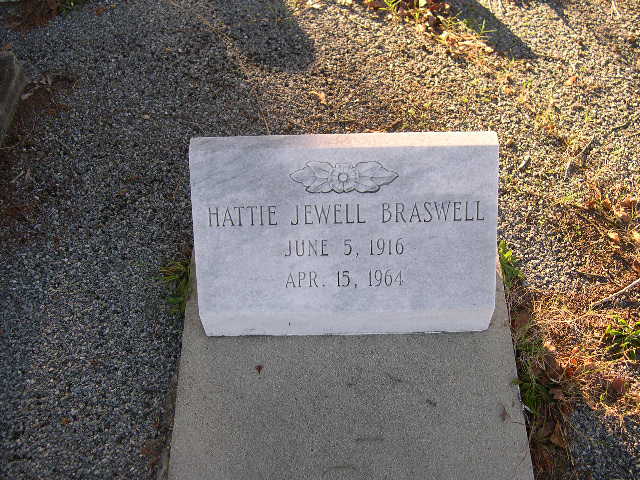 HATTIE JEWELL BRASWELL
JUNE 5, 1916
APR. 15, 1964